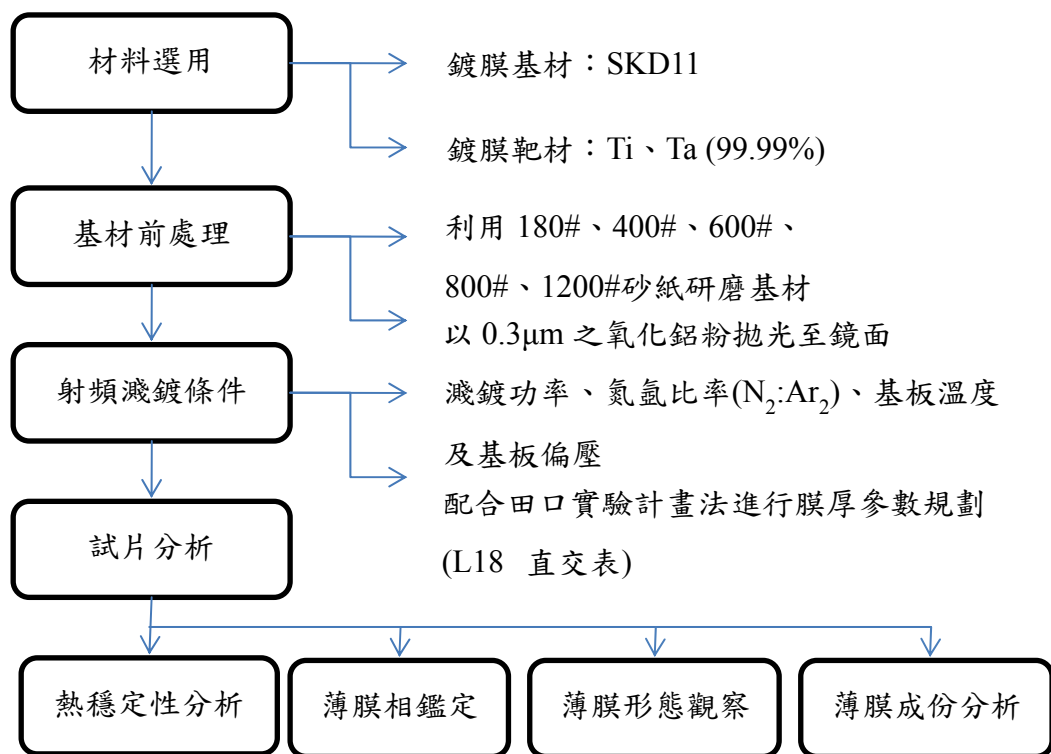 材料選用
鍍膜基材：SKD11
鍍膜靶材：Ti、Ta (99.99%)
基材前處理
利用 180#、400#、600#、
800#、1200#砂紙研磨基材
以 0.3μm 之氧化鋁粉拋光至鏡面
射頻濺鍍條件
濺鍍功率、氮氬比率(N₂:Ar₂)、基板溫度
及基板偏壓
配合田口實驗計畫法進行膜厚參數規劃
(L18 直交表)
試片分析
熱穩定性分析
薄膜相鑑定
薄膜形態觀察
薄膜成份分析